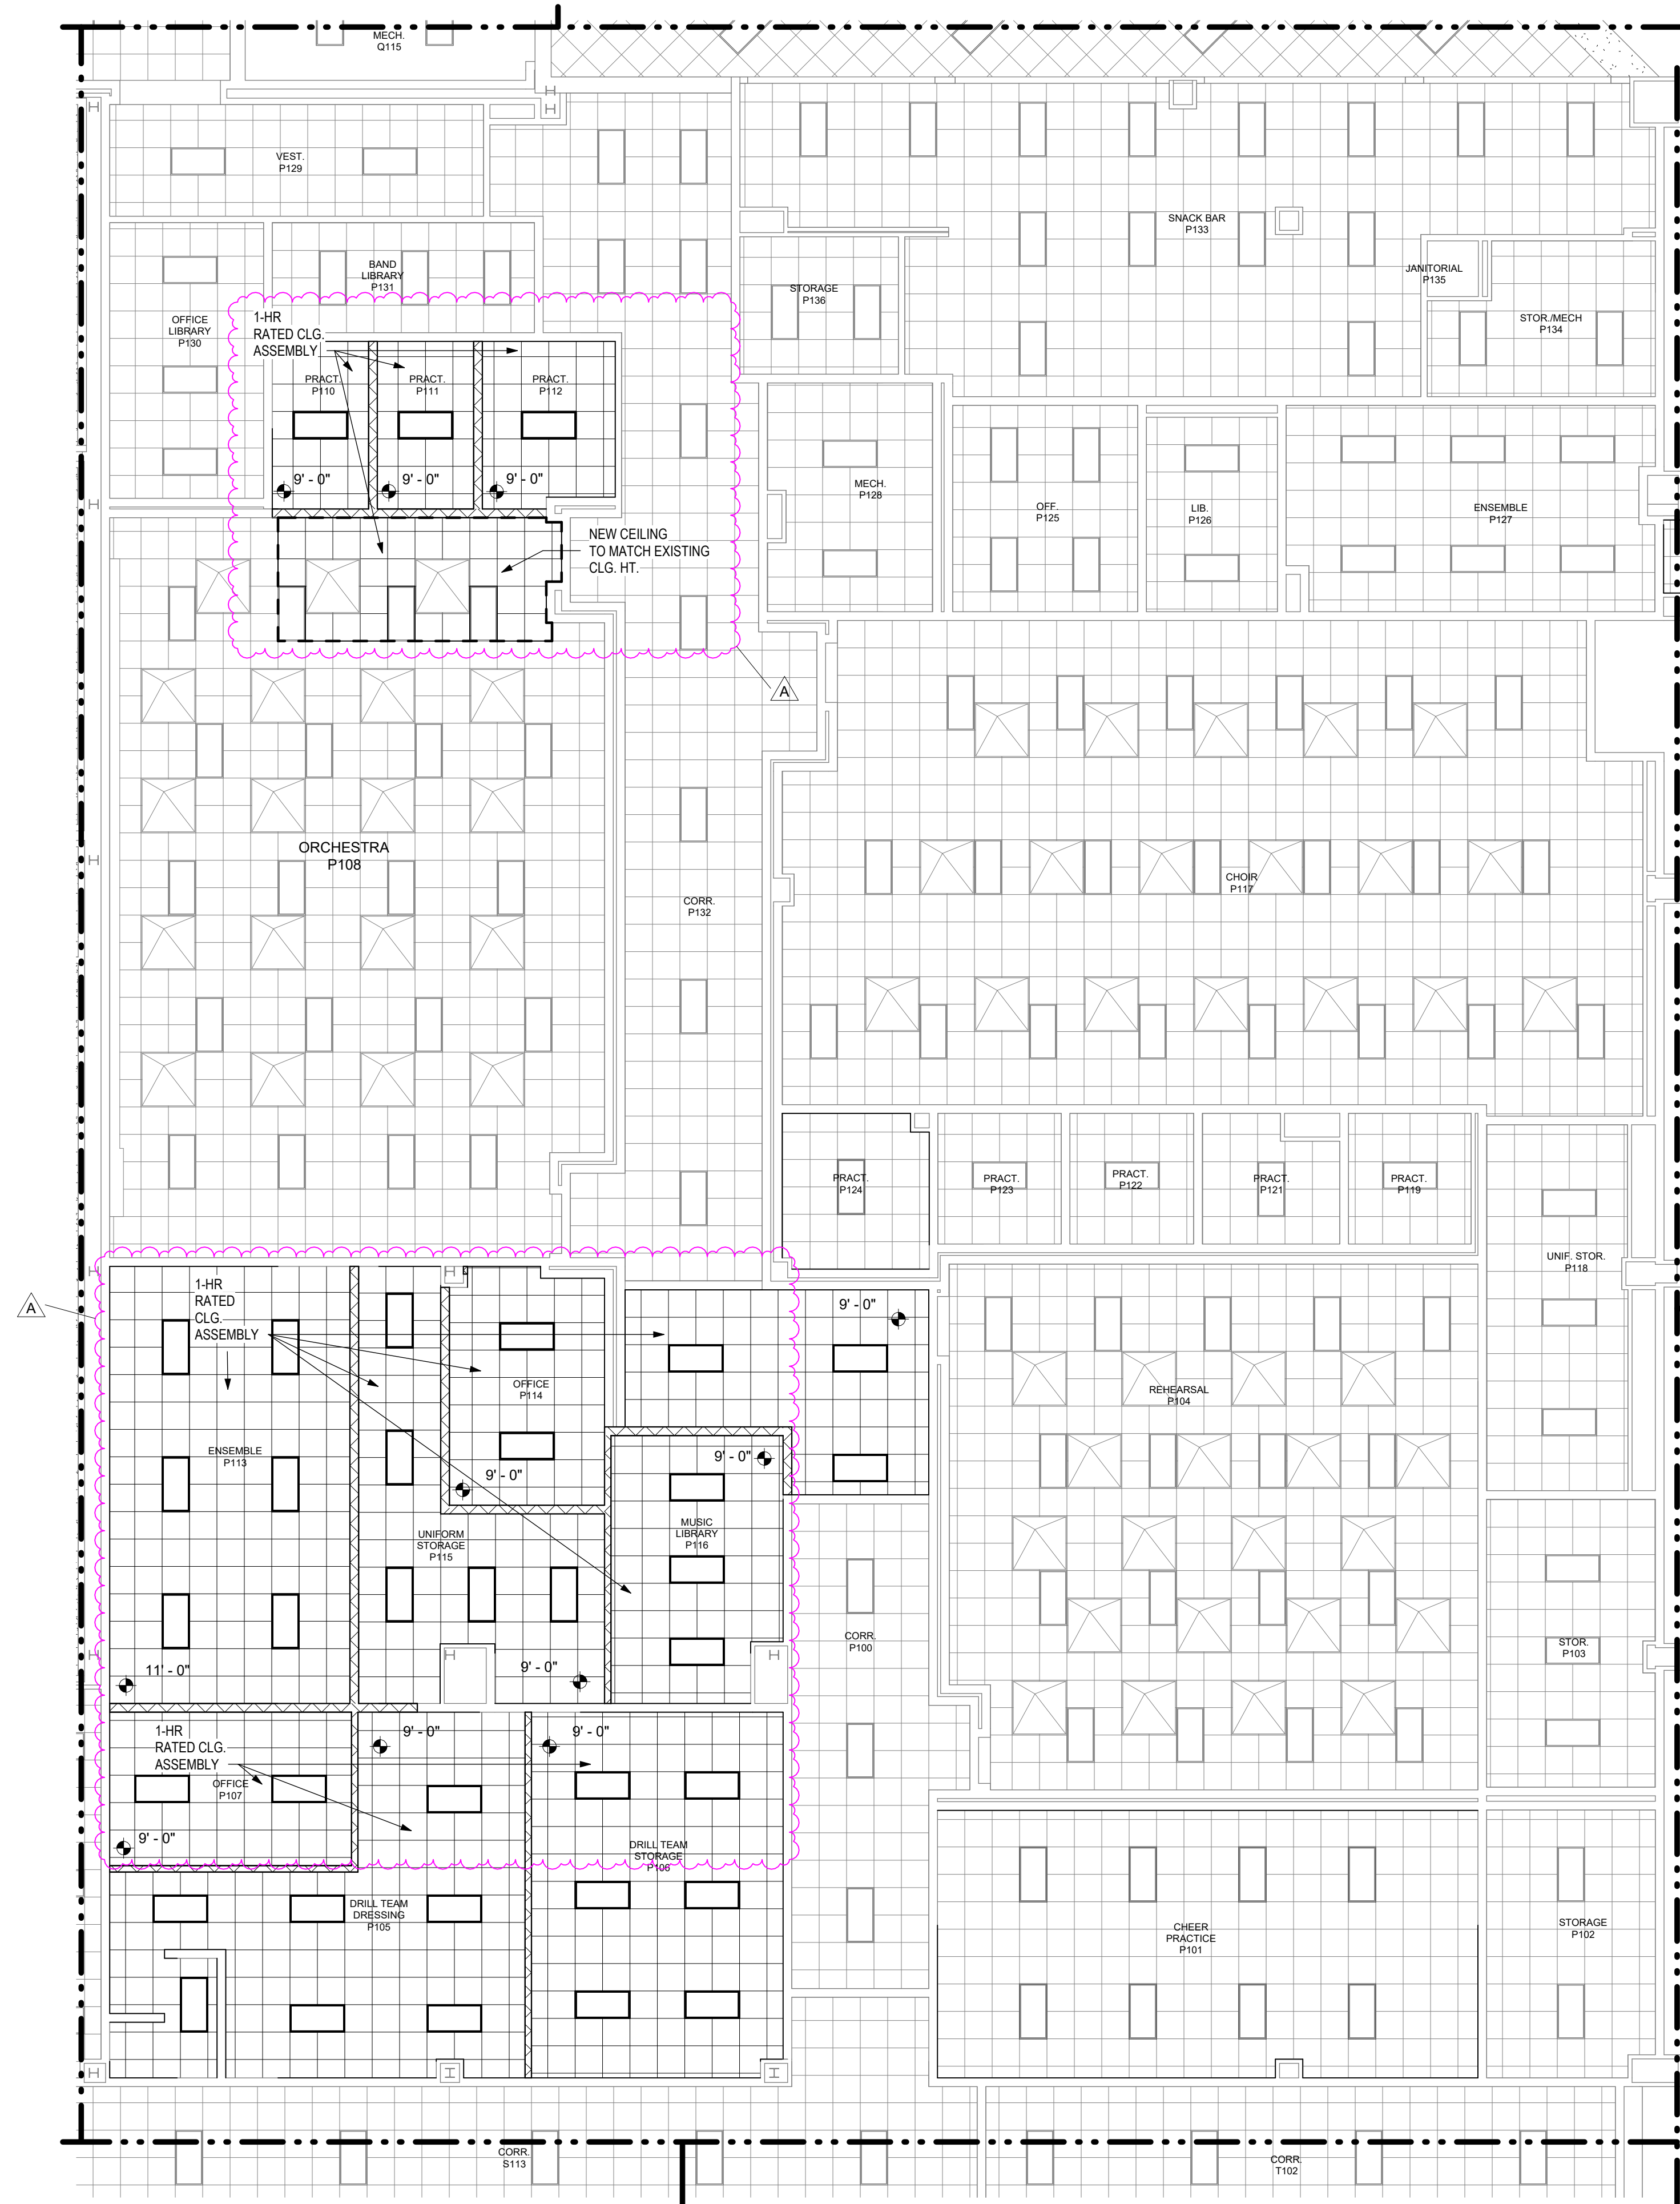 MECH.
Q115
VEST.
P129
SNACK BAR
P133
BAND
LIBRARY
P131
JANITORIAL
P135
STORAGE
P136
OFFICE
LIBRARY
P130
STOR./MECH
P134
1-HR
RATED CLG.
ASSEMBLY
PRACT.
P110
PRACT.
P111
PRACT.
P112
9' - 0"
9' - 0"
9' - 0"
MECH.
P128
OFF.
P125
LIB.
P126
ENSEMBLE
P127
NEW CEILING
TO MATCH EXISTING
CLG. HT.
A
ORCHESTRA
P108
CHOIR
P117
CORR.
P132
PRACT.
P124
PRACT.
P123
PRACT.
P122
PRACT.
P121
PRACT.
P119
UNIF. STOR.
P118
1-HR
RATED
CLG.
ASSEMBLY
A
9' - 0"
OFFICE
P114
REHEARSAL
P104
ENSEMBLE
P113
9' - 0"
9' - 0"
UNIFORM
STORAGE
P115
MUSIC
LIBRARY
P116
CORR.
P100
STOR.
P103
11' - 0"
9' - 0"
1-HR
RATED CLG.
ASSEMBLY
9' - 0"
9' - 0"
OFFICE
P107
9' - 0"
DRILL TEAM
STORAGE
P106
DRILL TEAM
DRESSING
P105
CHEER
PRACTICE
P101
STORAGE
P102
CORR.
S113
CORR.
T102